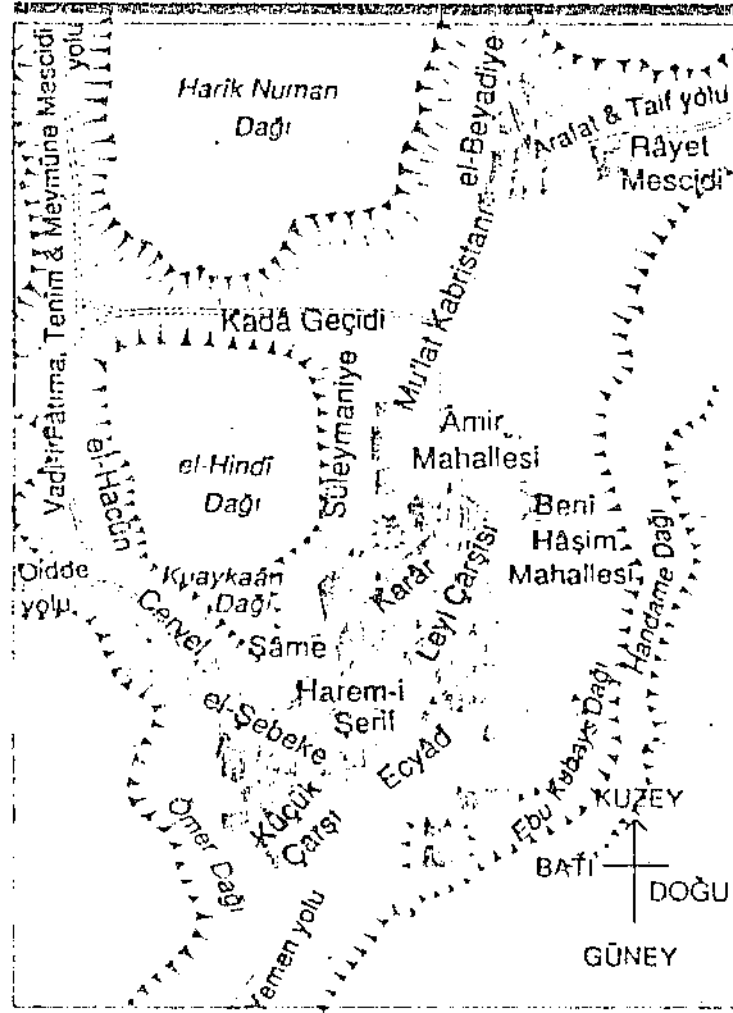 Vadi-i Fâtıma, Tenim & Meymûne Mescidi
yolu
Harik Numan
Dağı
el-Beyadiye
Arafat & Taif yolu
Râyet
Mescidi
Kadâ Geçidi
Mu'lat Kabristanı
el-Hacûn
el-Hindî
Dağı
Süleymaniye
Âmir
Mahallesi
Beni
Hâşim
Mahallesi
Handame Dağı
Cidde
yolu
Kuaykaân
Dağı
Cervel
Şâme
Karâr
Leyl Çarşısı
Harem-i
Şerif
el-Şebeke
Ecyâd
Ebu Kubays Dağı
Küçük
Çarşı
Ömer Dağı
Yemen yolu
KUZEY
BATI
DOĞU
GÜNEY